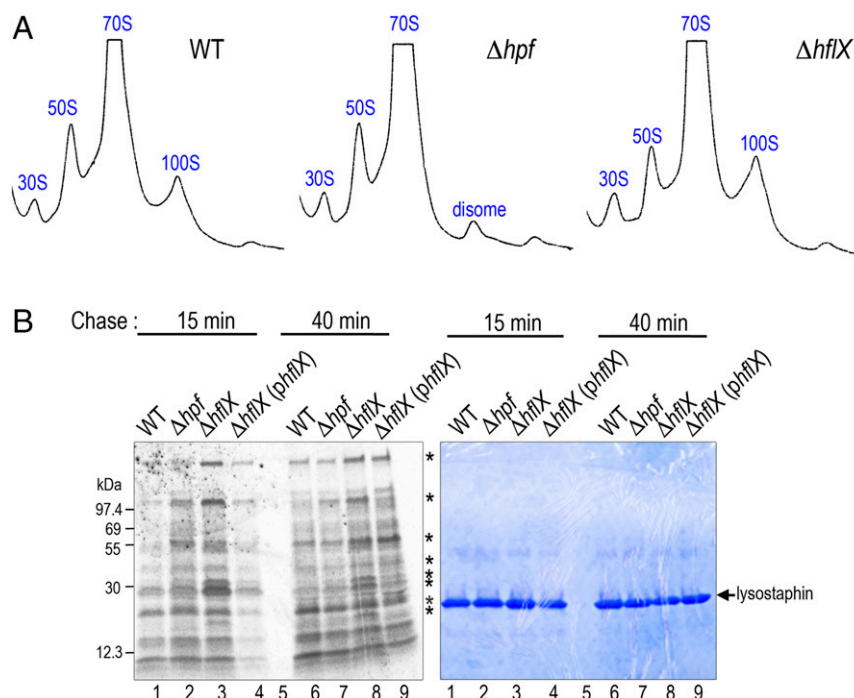 A
WT
Δhpf
ΔhflX
30S 50S 70S 100S
30S 50S 70S disome
30S 50S 70S 100S
B
Chase : 15 min 40 min 15 min 40 min
WT Δhpf ΔhflX ΔhflX (phflX) WT Δhpf ΔhflX ΔhflX (phflX) WT Δhpf ΔhflX ΔhflX (phflX) WT Δhpf ΔhflX ΔhflX (phflX)
kDa
*
97.4 *
69
*
55
*
*
30 *
*
*
lysostaphin
12.3
1 2 3 4 5 6 7 8 9 1 2 3 4 5 6 7 8 9